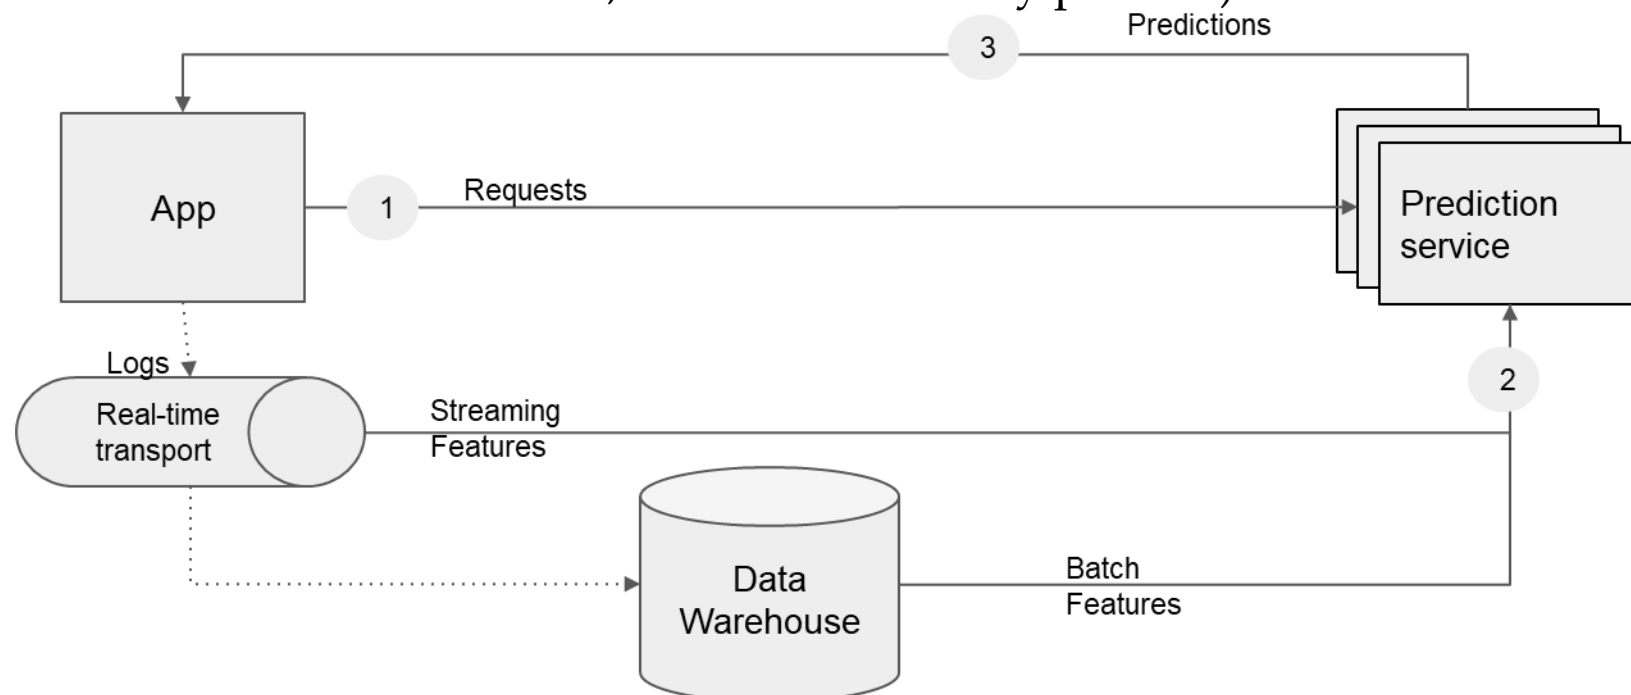 Predictions
3
App
1
Requests
Prediction
service
Logs
2
Real-time
transport
Streaming
Features
Data
Warehouse
Batch
Features